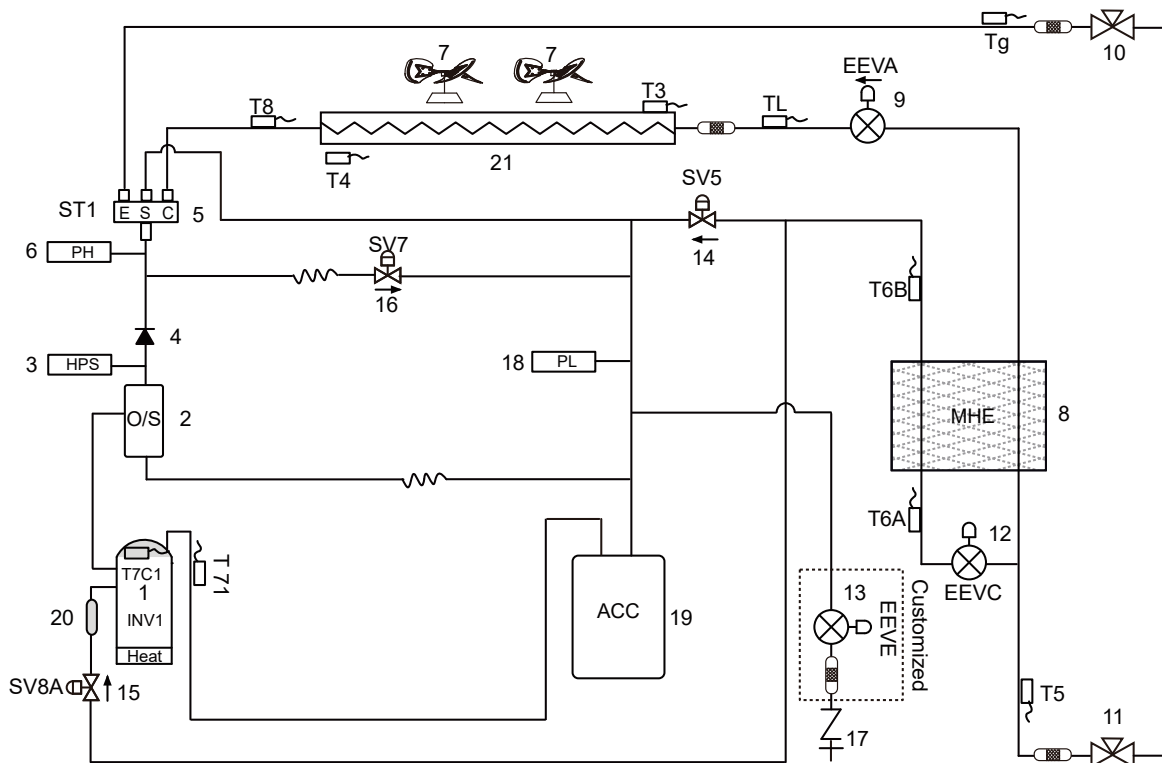 Tg
10
7
7
EEVA
9
T8
T3
TL
21
T4
ST1
E S C
5
SV5
14
6
PH
SV7
16
T6B
4
3
HPS
18
PL
O/S
2
MHE
8
T6A
12
EEVC
T7C1
1
INV1
Heat
T 71
20
ACC
19
13
EEVE
Customized
SV8A
15
17
T5
11